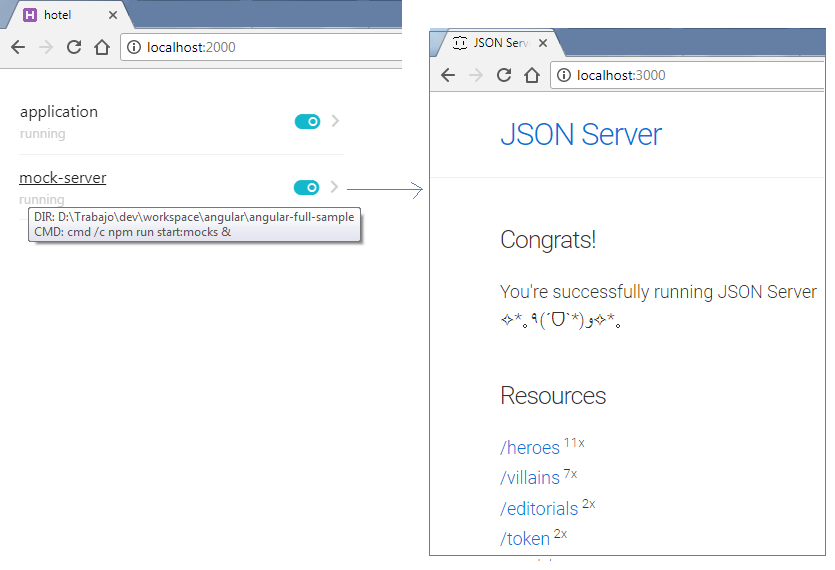 hotel
localhost:2000
application
running
mock-server
running
DIR: D:\Trabajo\dev\workspace\angular\angular-full-sample
CMD: cmd /c npm run start:mocks &
JSON Serv
localhost:3000
JSON Server
Congrats!
You're successfully running JSON Server
✧*｡٩(ˊᗜˋ*)و✧*｡
Resources
/heroes 11x
/villains 7x
/editorials 2x
/token 2x